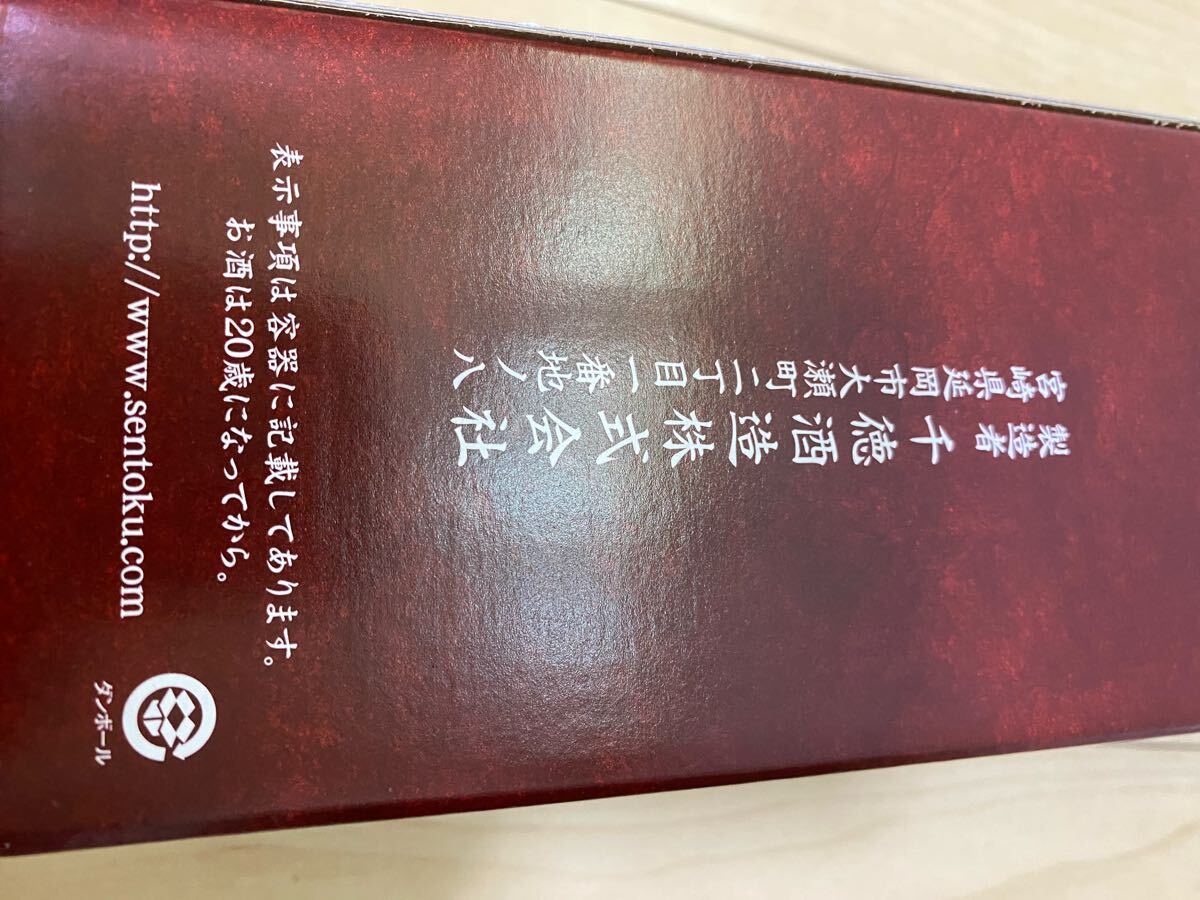 製造者 千徳酒造株式会社
宮崎県延岡市大瀬町二丁目一番地ノ八
表示事項は容器に記載してあります。
お酒は20歳になってから。
http://www.sentoku.com
ダンボール